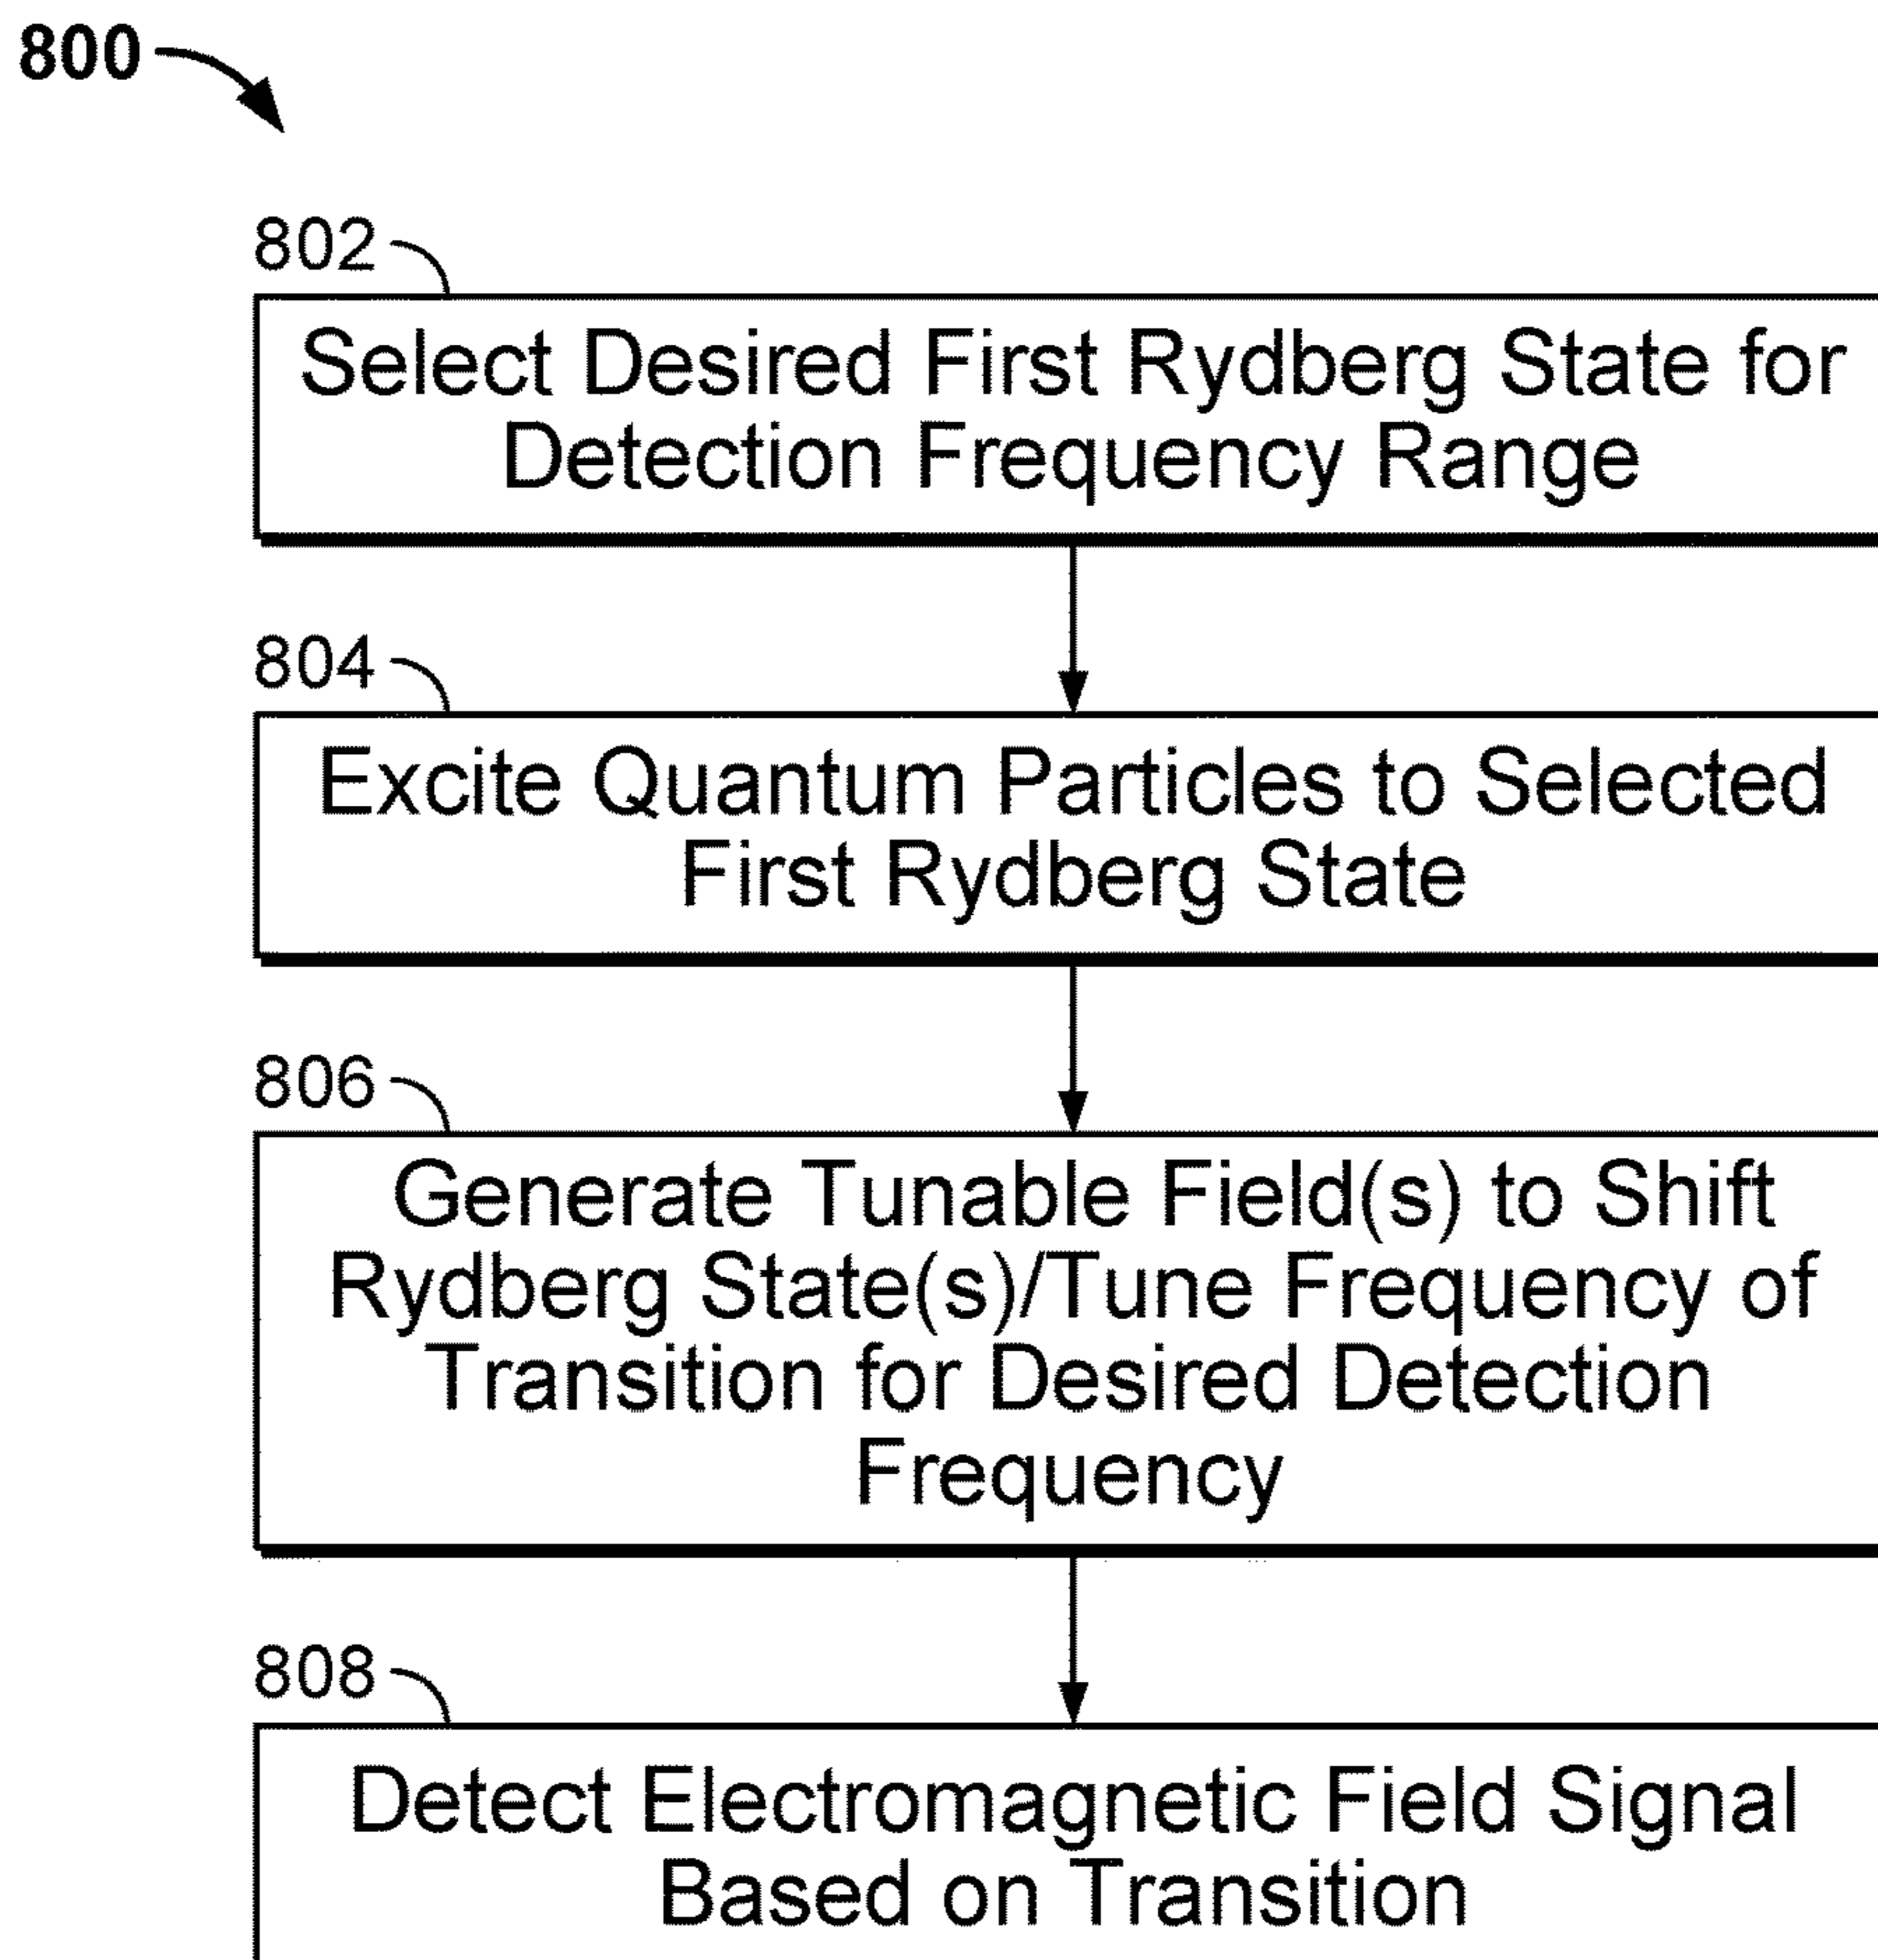 800
802
Select Desired First Rydberg State for
Detection Frequency Range
804
Excite Quantum Particles to Selected
First Rydberg State
806
Generate Tunable Field(s) to Shift
Rydberg State(s)/Tune Frequency of
Transition for Desired Detection
Frequency
808
Detect Electromagnetic Field Signal
Based on Transition